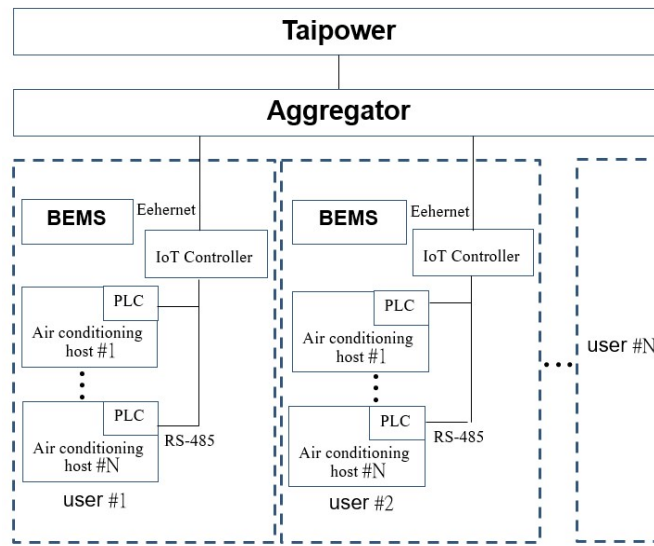 Taipower
Aggregator
BEMS
Eehernet
IoT Controller
PLC
Air conditioning
host #1
PLC
Air conditioning
host #N
RS-485
user #1
BEMS
Eehernet
IoT Controller
PLC
Air conditioning
host #1
PLC
Air conditioning
host #N
RS-485
user #2
user #N